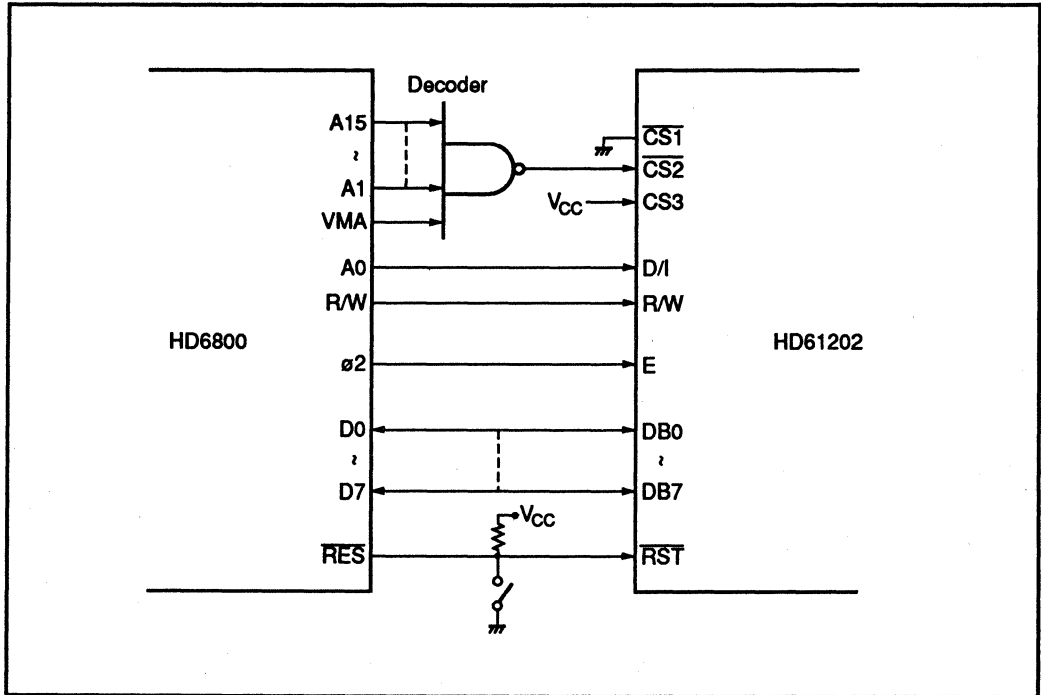 Decoder
A15
~
A1
VMA
A0
R/W
HD6800
ø2
D0
~
D7
RES
VCC
VCC
CS1
CS2
CS3
D/I
R/W
HD61202
E
DB0
~
DB7
RST